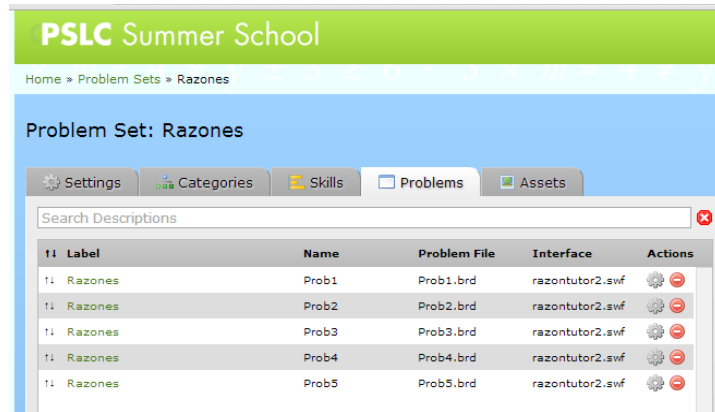 PSLC Summer School
Home » Problem Sets » Razones
Problem Set: Razones
Settings Categories Skills Problems Assets
Search Descriptions
↑↓ Label Name Problem File Interface Actions
↑↓ Razones Prob1 Prob1.brd razontutor2.swf
↑↓ Razones Prob2 Prob2.brd razontutor2.swf
↑↓ Razones Prob3 Prob3.brd razontutor2.swf
↑↓ Razones Prob4 Prob4.brd razontutor2.swf
↑↓ Razones Prob5 Prob5.brd razontutor2.swf